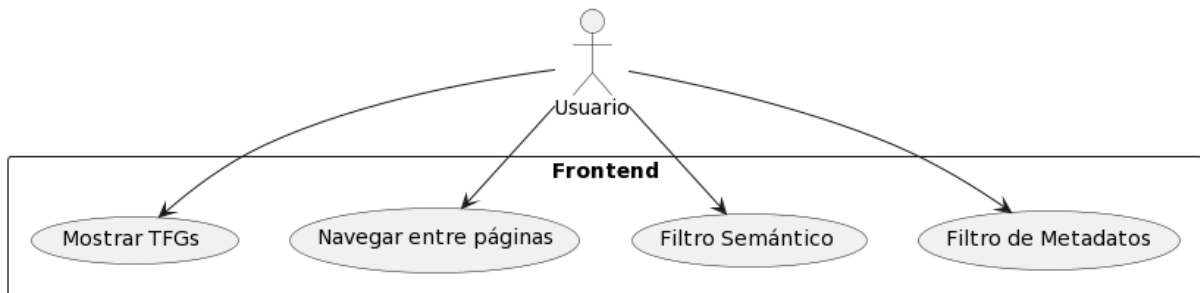 Usuario
Frontend
Mostrar TFGs
Navegar entre páginas
Filtro Semántico
Filtro de Metadatos